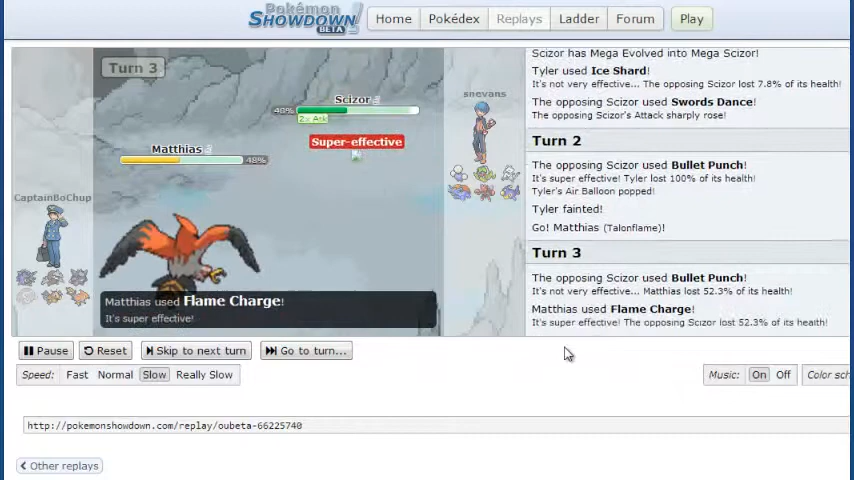 Pokémon
SHOWDOWN!
BETA
Home
Pokédex
Replays
Ladder
Forum
Play
Turn 3
Scizor
48%
2x Atk
Super-effective
Matthias
48%
CaptainBoChup
snevans
Matthias used Flame Charge!
It's super effective!
Scizor has Mega Evolved into Mega Scizor!
Tyler used Ice Shard!
It's not very effective... The opposing Scizor lost 7.8% of its health!
The opposing Scizor used Swords Dance!
The opposing Scizor's Attack sharply rose!
Turn 2
The opposing Scizor used Bullet Punch!
It's super effective! Tyler lost 100% of its health!
Tyler's Air Balloon popped!
Tyler fainted!
Go! Matthias (Talonflame)!
Turn 3
The opposing Scizor used Bullet Punch!
It's not very effective... Matthias lost 52.3% of its health!
Matthias used Flame Charge!
It's super effective! The opposing Scizor lost 52.3% of its health!
Pause
Reset
Skip to next turn
Go to turn...
Speed: Fast Normal Slow Really Slow
Music: On Off
Color sch
http://pokemonshowdown.com/replay/oubeta-66225740
Other replays